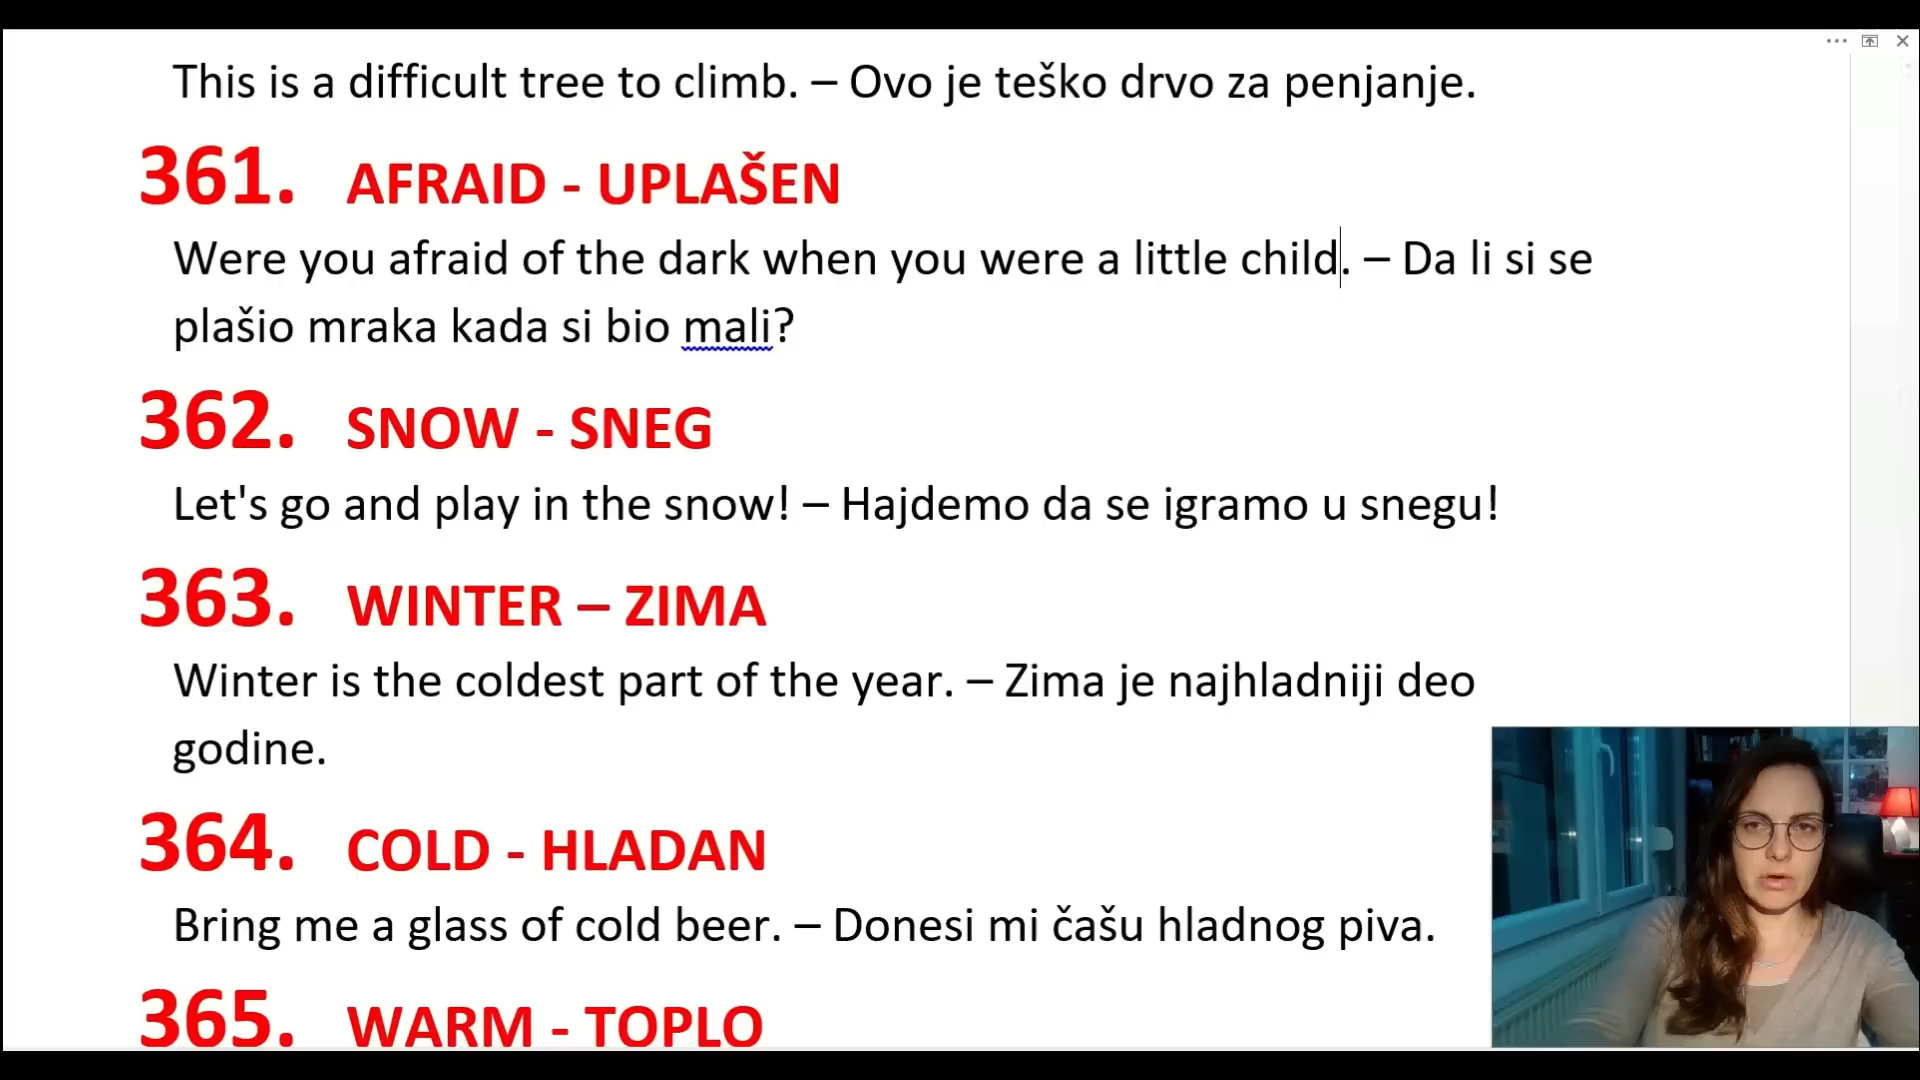 This is a difficult tree to climb. – Ovo je teško drvo za penjanje.
361. AFRAID - UPLAŠEN
Were you afraid of the dark when you were a little child. – Da li si se
plašio mraka kada si bio mali?
362. SNOW - SNEG
Let's go and play in the snow! – Hajdemo da se igramo u snegu!
363. WINTER – ZIMA
Winter is the coldest part of the year. – Zima je najhladniji deo
godine.
364. COLD - HLADAN
Bring me a glass of cold beer. – Donesi mi čašu hladnog piva.
365. WARM - TOPLO